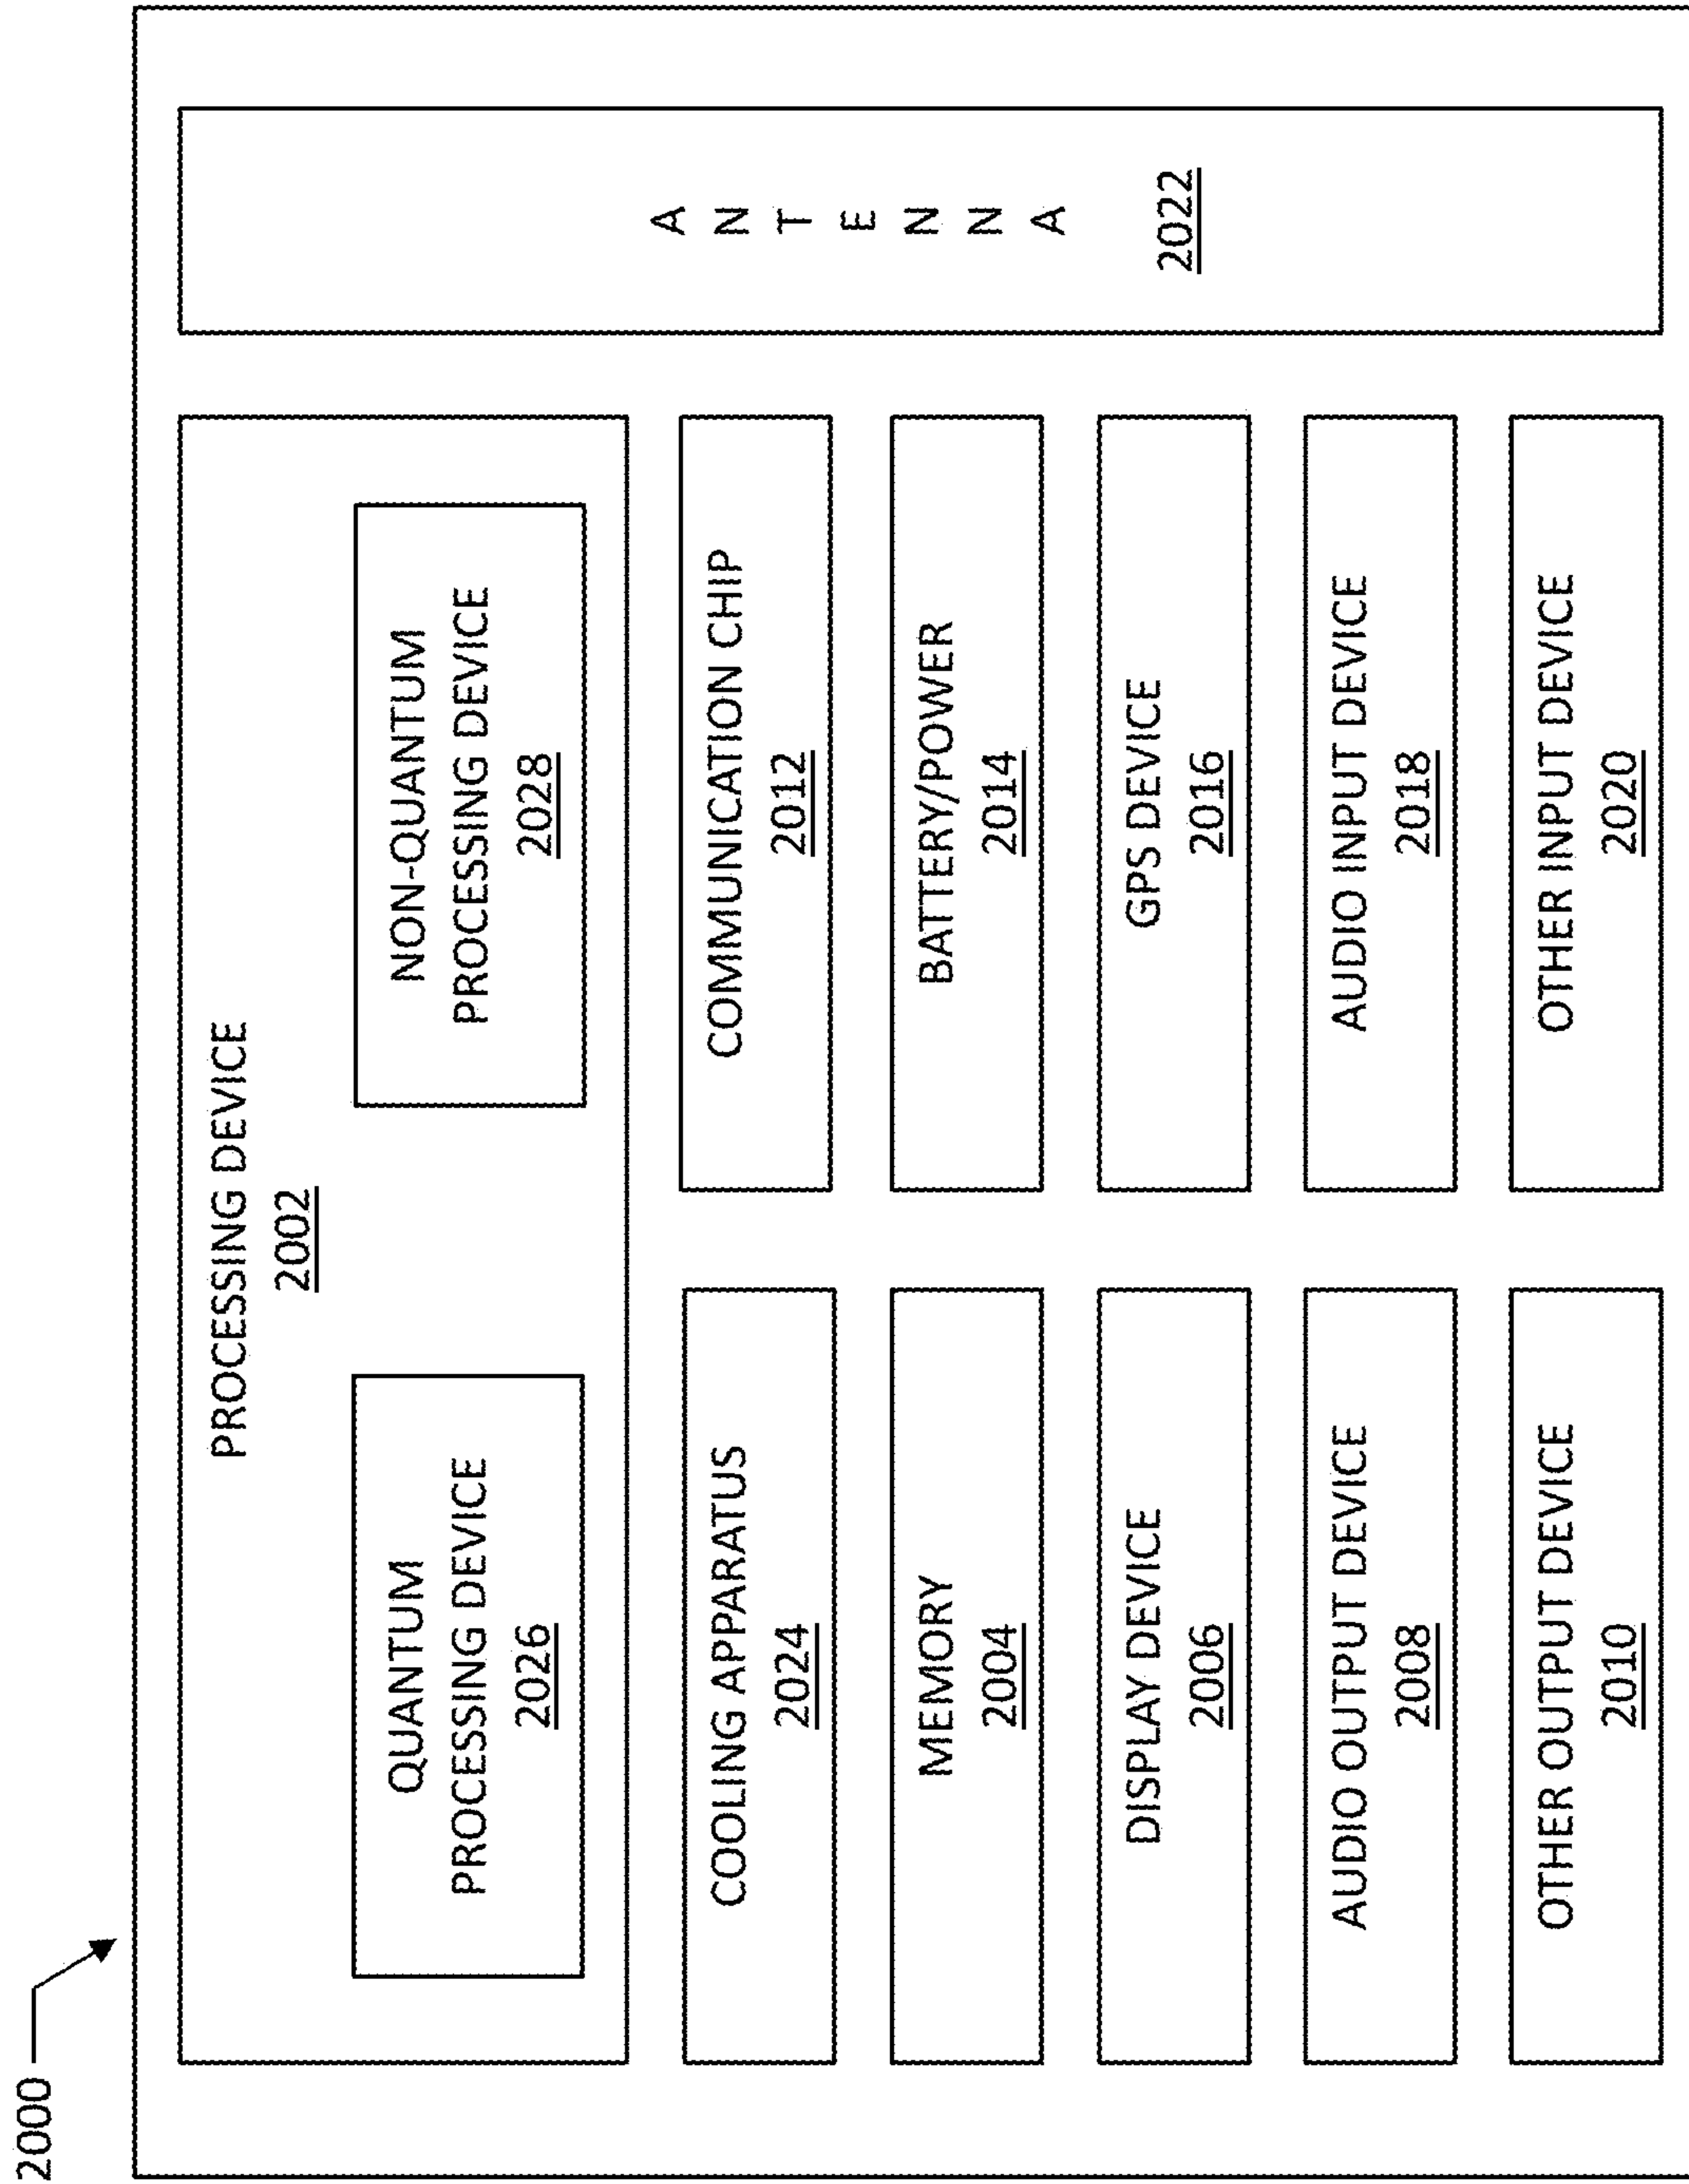 2000
PROCESSING DEVICE
2002
QUANTUM
PROCESSING DEVICE
2026
NON-QUANTUM
PROCESSING DEVICE
2028
COOLING APPARATUS
2024
COMMUNICATION CHIP
2012
MEMORY
2004
BATTERY/POWER
2014
DISPLAY DEVICE
2006
GPS DEVICE
2016
AUDIO OUTPUT DEVICE
2008
AUDIO INPUT DEVICE
2018
OTHER OUTPUT DEVICE
2010
OTHER INPUT DEVICE
2020
A
N
T
E
N
N
A
2022